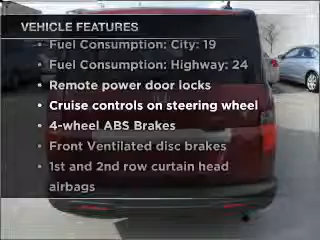 VEHICLE FEATURES
• Fuel Consumption: City: 19
• Fuel Consumption: Highway: 24
• Remote power door locks
• Cruise controls on steering wheel
• 4-wheel ABS Brakes
• Front Ventilated disc brakes
• 1st and 2nd row curtain head
airbags